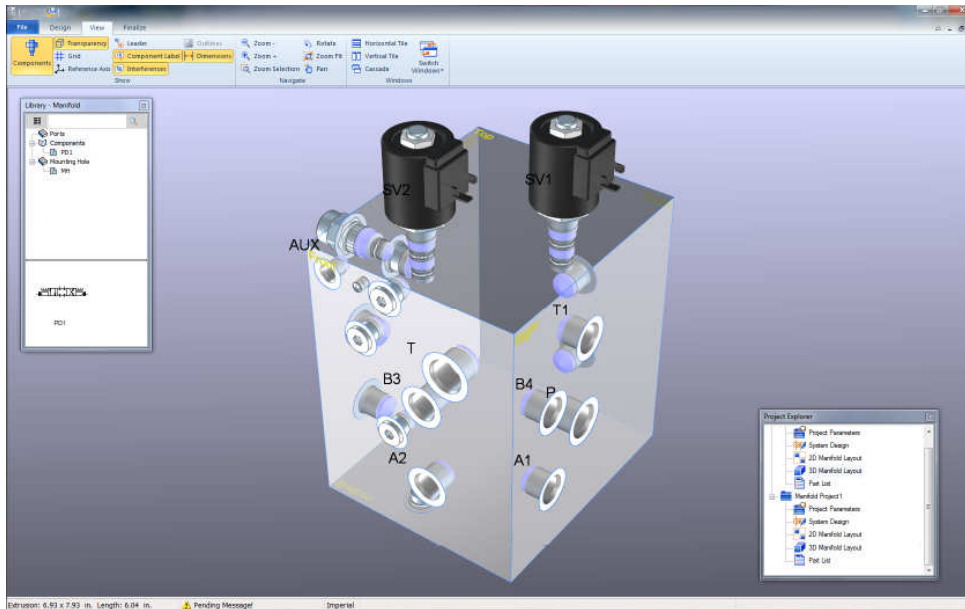 File Design View Finalize
Components
Transparency
Grid
Reference Axis
Leader
Component Label
Interferences
Outlines
Dimensions
Show
Zoom -
Zoom +
Zoom Selection
Rotate
Zoom Fit
Pan
Navigate
Horizontal Tile
Vertical Tile
Cascade
Switch
Windows
Windows
Library - Manifold
Ports
Components
PD1
Mounting Hole
MH
PD1
TOP
SV2
SV1
AUX
T1
T
B3
B4
P
A2
A1
Project Explorer
Project Parameters
System Design
2D Manifold Layout
3D Manifold Layout
Part List
Manifold Project1
Project Parameters
System Design
2D Manifold Layout
3D Manifold Layout
Part List
Extrusion: 6.93 x 7.93 in. Length: 6.04 in. Pending Message! Imperial